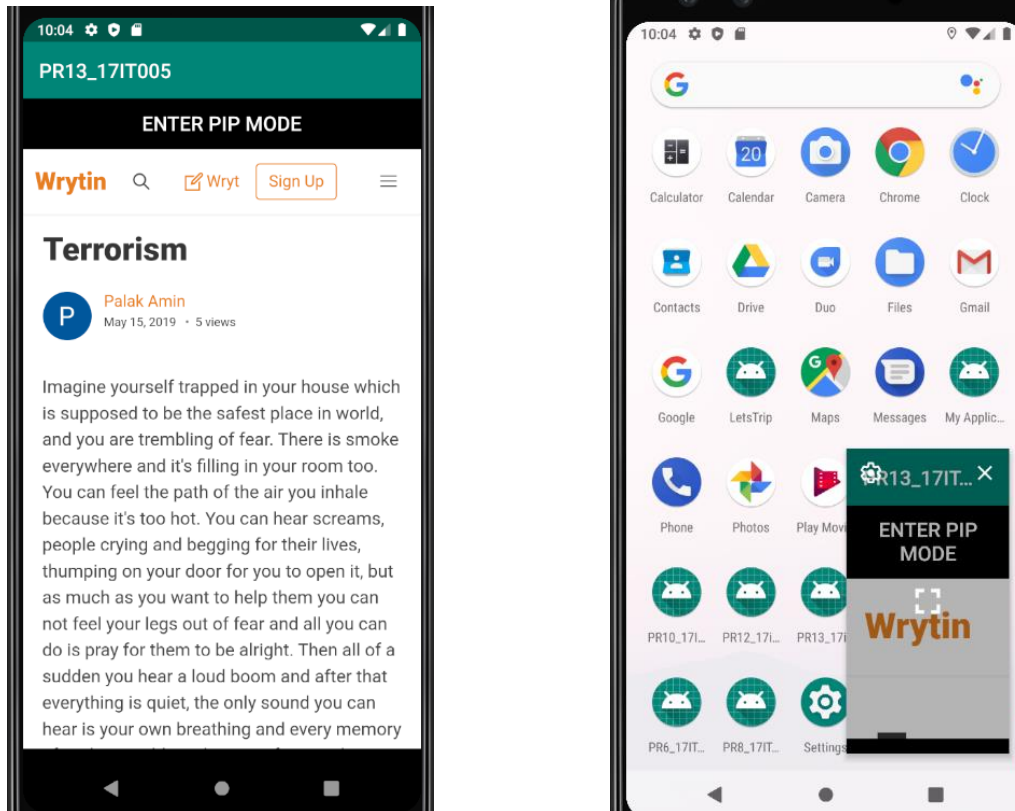 10:04
PR13_17IT005
ENTER PIP MODE
Wrytin Wryt Sign Up
Terrorism
P
Palak Amin
May 15, 2019 • 5 views
Imagine yourself trapped in your house which
is supposed to be the safest place in world,
and you are trembling of fear. There is smoke
everywhere and it's filling in your room too.
You can feel the path of the air you inhale
because it's too hot. You can hear screams,
people crying and begging for their lives,
thumping on your door for you to open it, but
as much as you want to help them you can
not feel your legs out of fear and all you can
do is pray for them to be alright. Then all of a
sudden you hear a loud boom and after that
everything is quiet, the only sound you can
hear is your own breathing and every memory
10:04
G
20
Calculator Calendar Camera Chrome Clock
Contacts Drive Duo Files Gmail
G G
Google LetsTrip Maps Messages My Applic...
Phone Photos Play Movi
PR10_17I... PR12_17i... PR13_17i
PR6_17IT... PR8_17IT... Settings
R13_17IT...
ENTER PIP
MODE
Wrytin